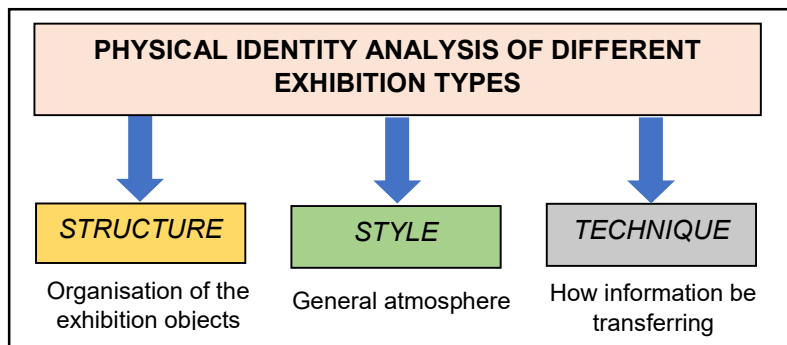 PHYSICAL IDENTITY ANALYSIS OF DIFFERENT
EXHIBITION TYPES
STRUCTURE
STYLE
TECHNIQUE
Organisation of the
exhibition objects
General atmosphere
How information be
transferring